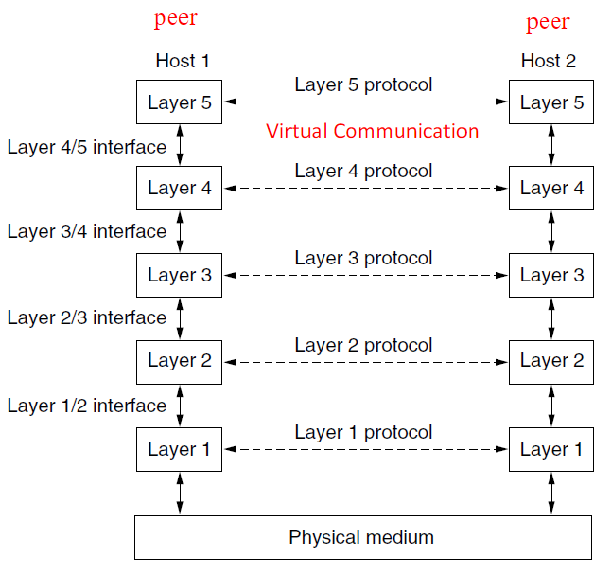 peer
peer
Host 1
Host 2
Layer 5 protocol
Layer 5
Layer 5
Virtual Communication
Layer 4/5 interface
Layer 4 protocol
Layer 4
Layer 4
Layer 3/4 interface
Layer 3 protocol
Layer 3
Layer 3
Layer 2/3 interface
Layer 2 protocol
Layer 2
Layer 2
Layer 1/2 interface
Layer 1 protocol
Layer 1
Layer 1
Physical medium